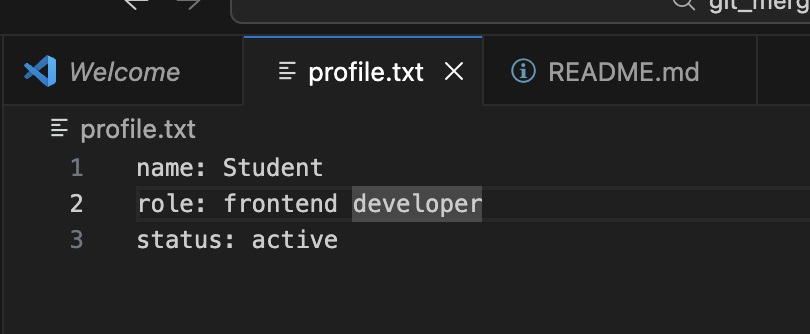 git_merg
Welcome
profile.txt
README.md
profile.txt
1 name: Student
2 role: frontend developer
3 status: active